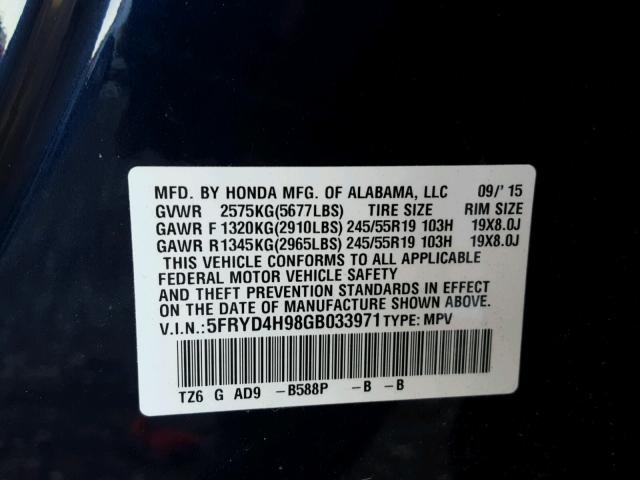 MFD. BY HONDA MFG. OF ALABAMA, LLC 09/' 15
GVWR 2575KG(5677LBS) TIRE SIZE RIM SIZE
GAWR F 1320KG(2910LBS) 245/55R19 103H 19X8.0J
GAWR R1345KG(2965LBS) 245/55R19 103H 19X8.0J
THIS VEHICLE CONFORMS TO ALL APPLICABLE
FEDERAL MOTOR VEHICLE SAFETY
AND THEFT PREVENTION STANDARDS IN EFFECT
ON THE DATE OF MANUFACTURE SHOWN ABOVE.
V.I.N.:5FRYD4H98GB033971 TYPE: MPV
TZ6 G AD9 -B588P -B -B